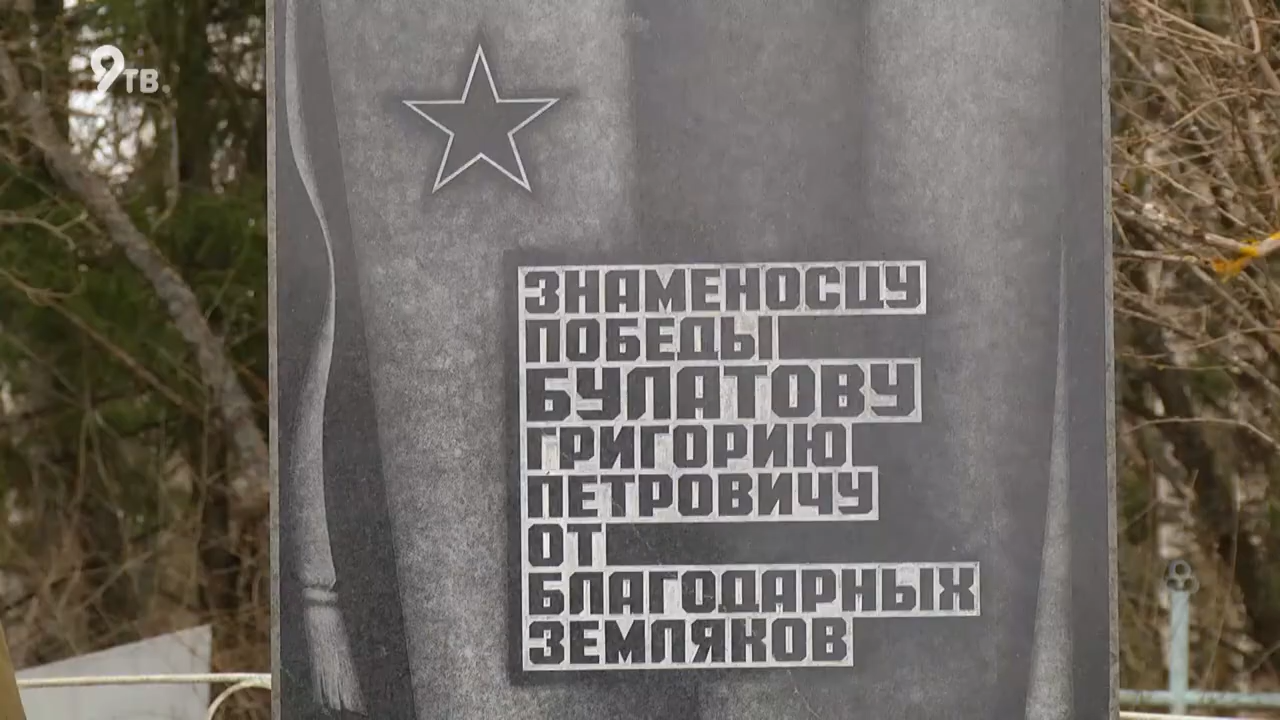 9ТВ
ЗНАМЕНОСЦУ
ПОБЕДЫ
БУЛАТОВУ
ГРИГОРИЮ
ПЕТРОВИЧУ
ОТ
БЛАГОДАРНЫХ
ЗЕМЛЯКОВ